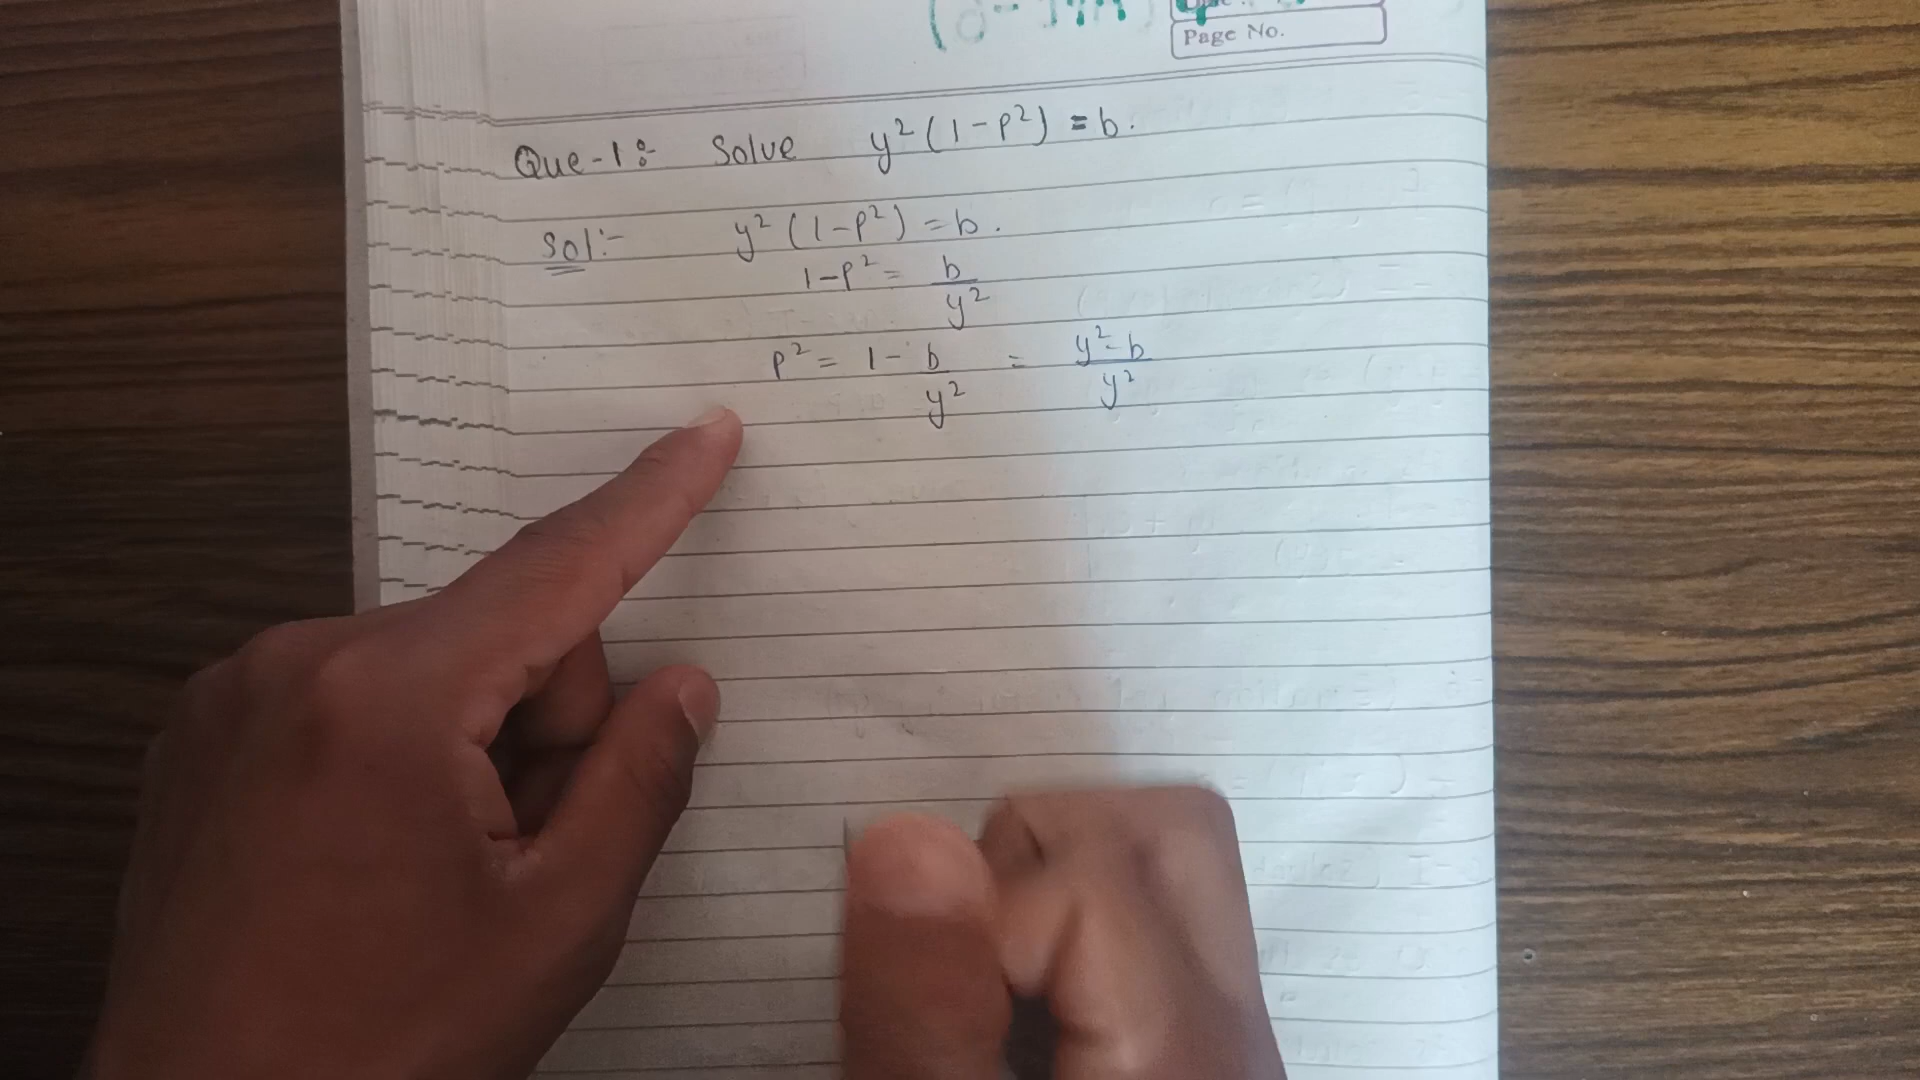 Page No.
Que-1:- Solve y²(1-p²) = b.
Sol:- y²(1-p²) = b.
1-p² = b/y²
p² = 1 - b/y² = y²-b/y²